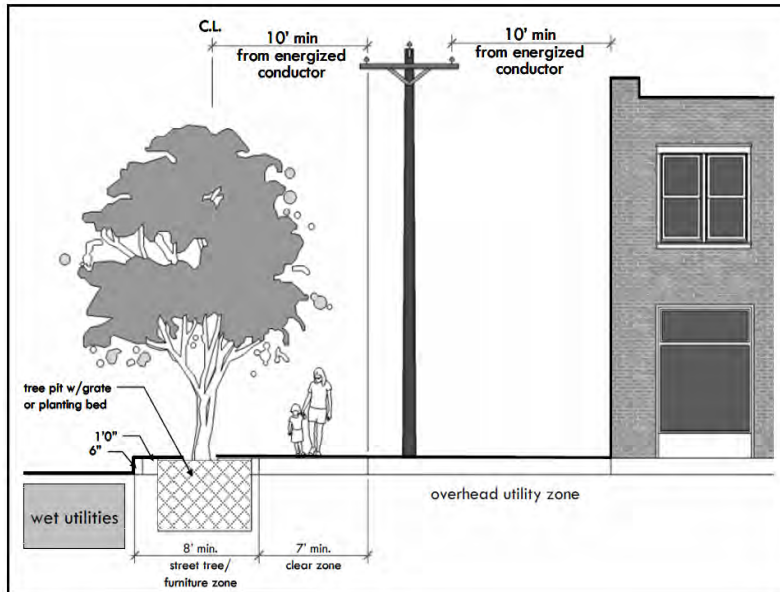 C.L.
10' min
from energized
conductor
10' min
from energized
conductor
tree pit w/grate
or planting bed
1'0"
6"
wet utilities
overhead utility zone
8' min.
street tree/
furniture zone
7' min.
clear zone